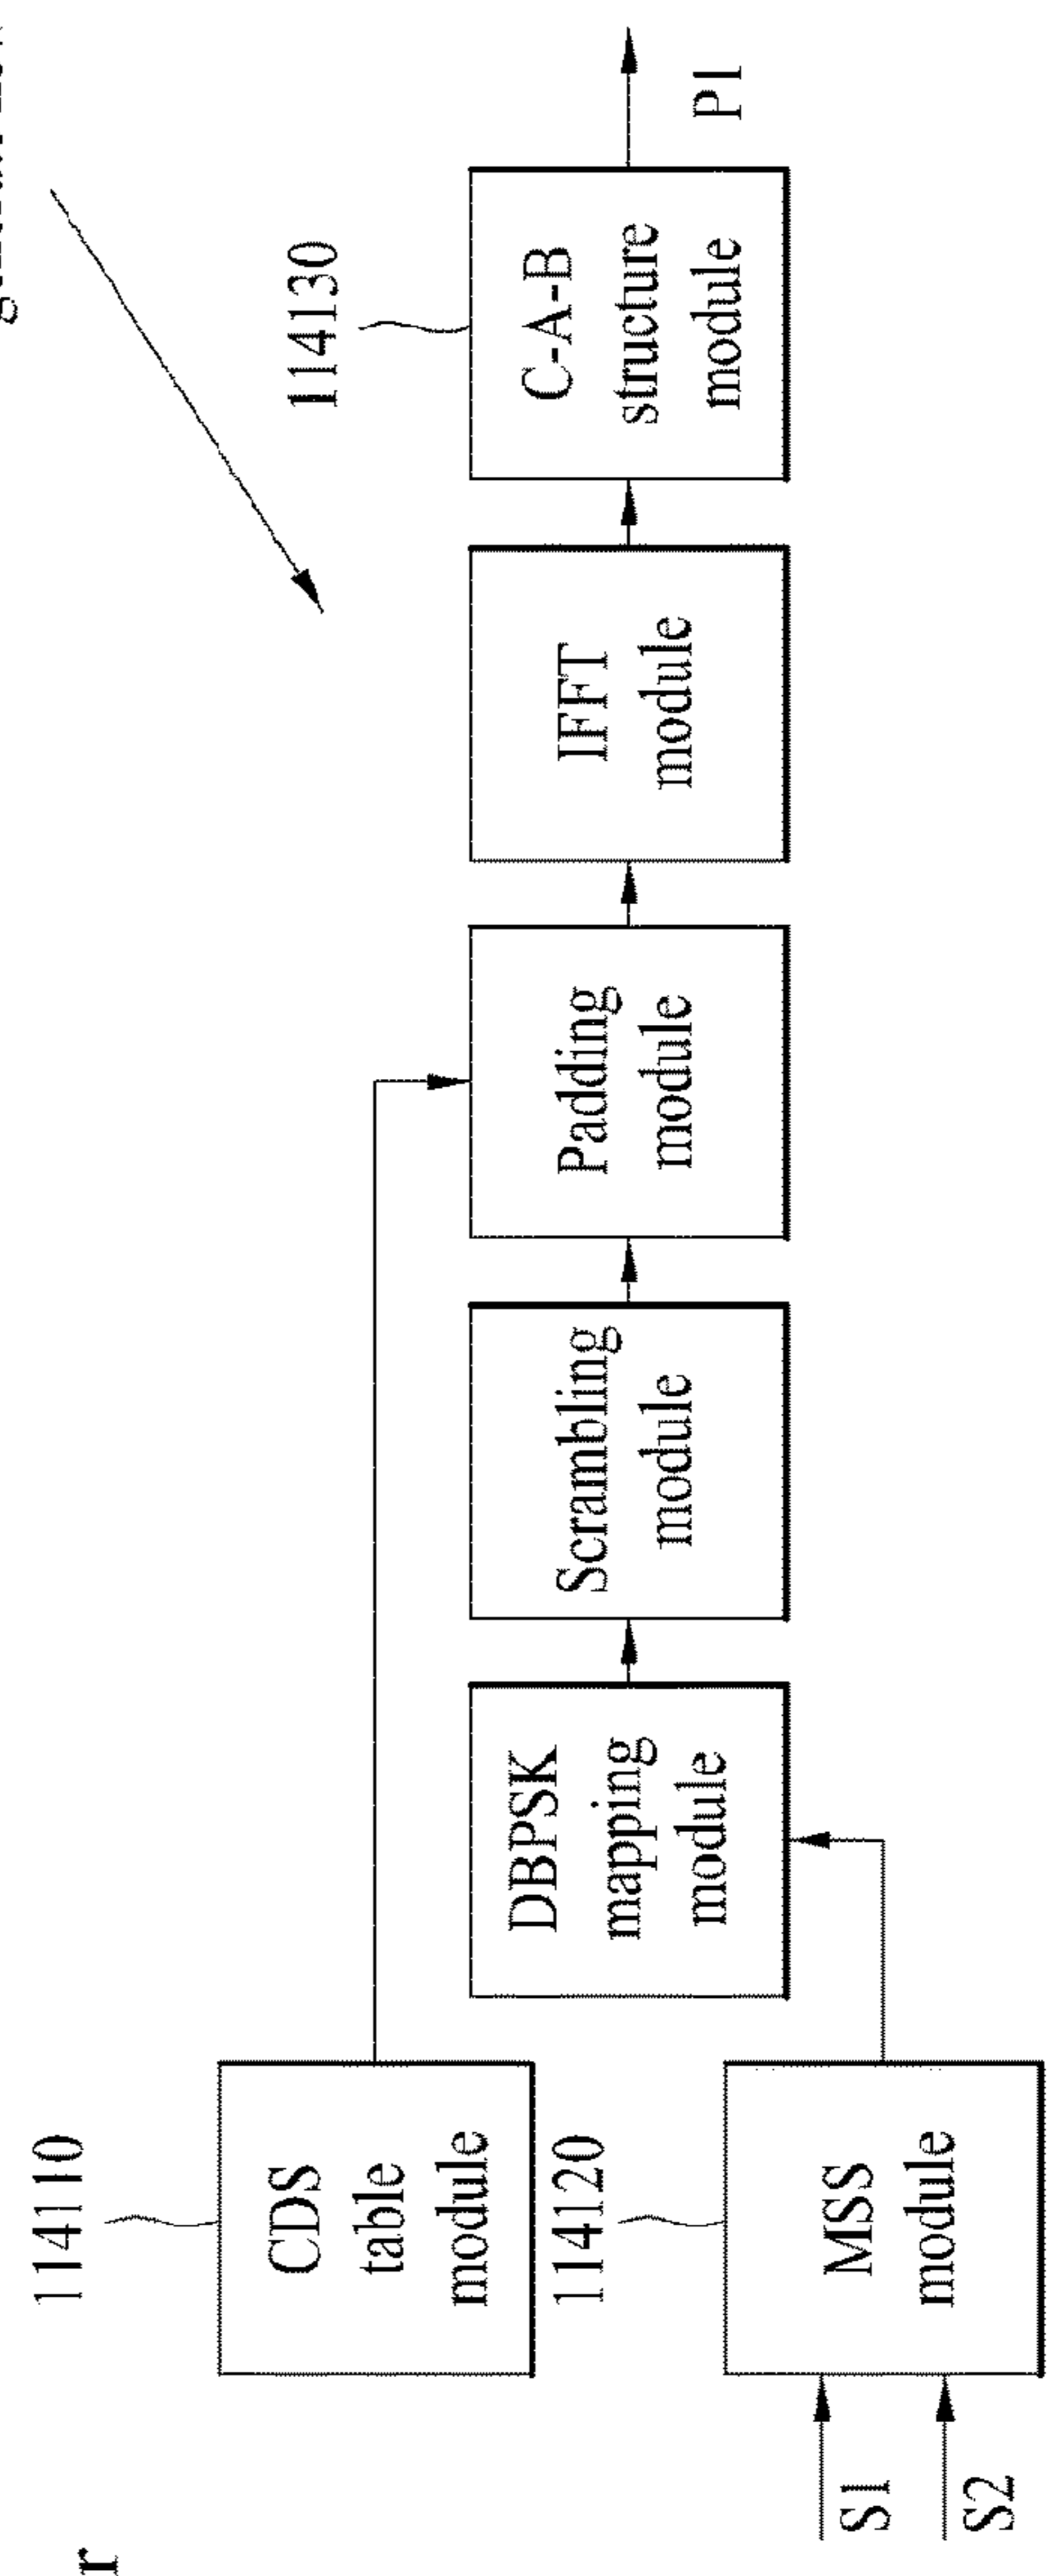 114110
CDS
table
module
114120
MSS
module
S1
S2
DBPSK
mapping
module
Scrambling
module
Padding
module
IFFT
module
114130
C-A-B
structure
module
P1
r